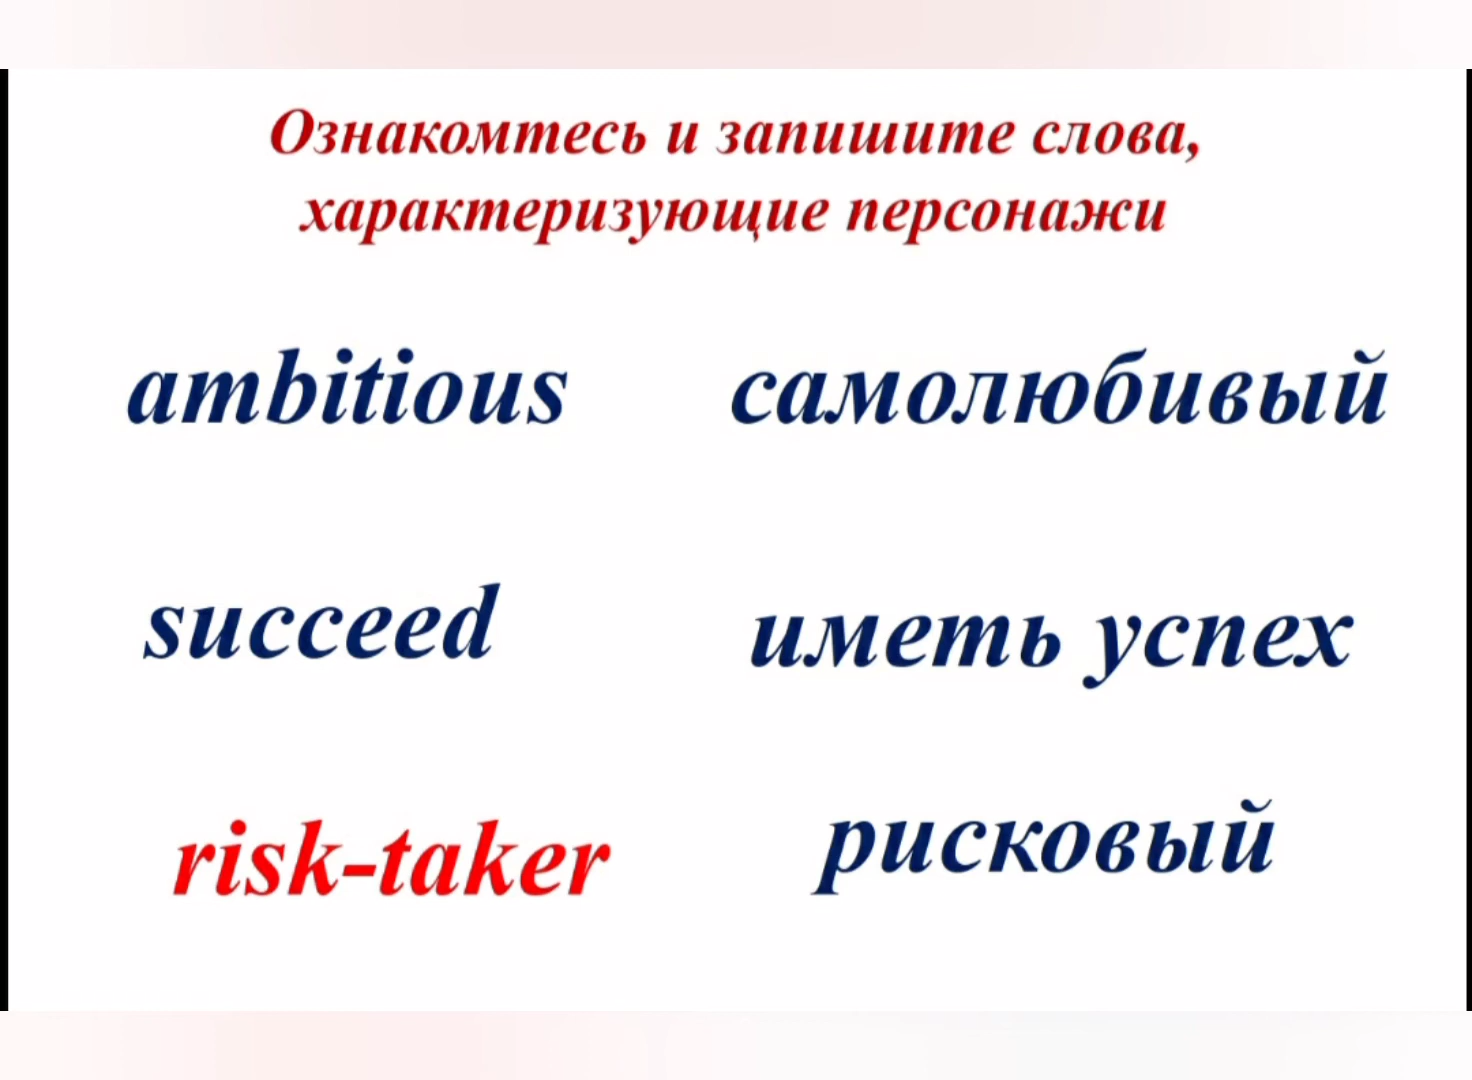 Ознакомтесь и запишите слова,
характеризующие персонажи
ambitious самолюбивый
succeed иметь успех
risk-taker рисковый